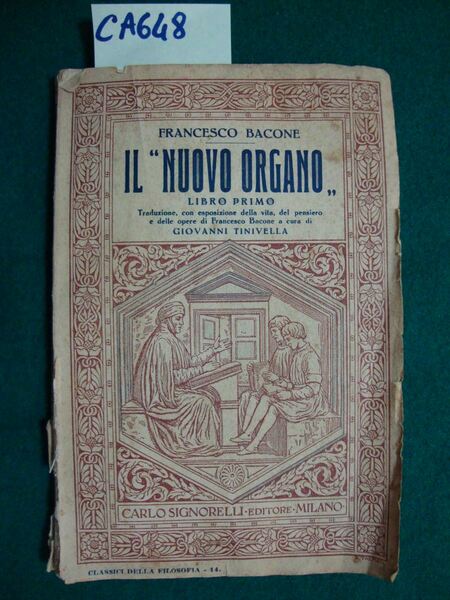 CA648
FRANCESCO BACONE
IL "NUOVO ORGANO„
LIBRO PRIMO
Traduzione, con esposizione della vita, del pensiero
e delle opere di Francesco Bacone a cura di
GIOVANNI TINIVELLA
CARLO SIGNORELLI·EDITORE·MILANO
CLASSICI DELLA FILOSOFIA - 14.